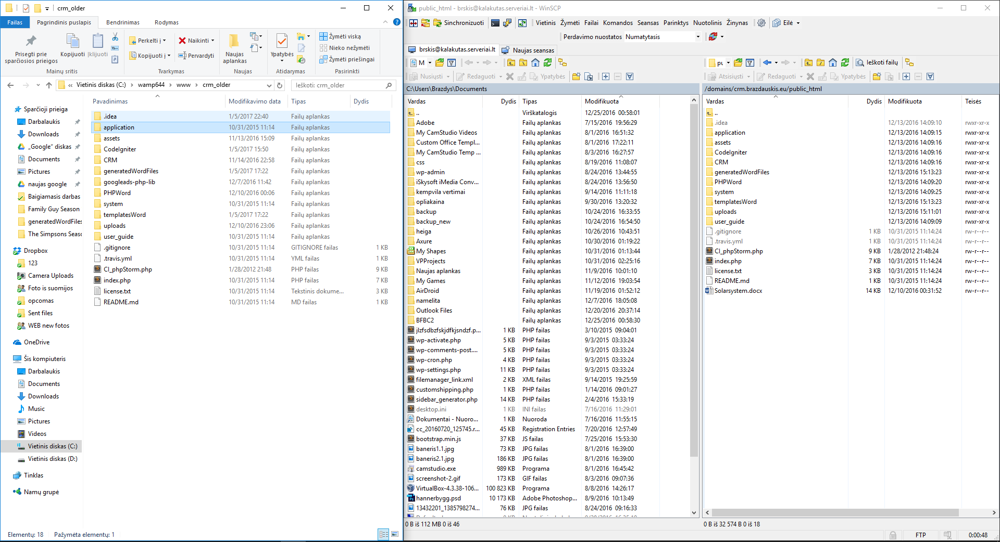 crm_older
Failas
Pagrindinis puslapis
Bendrinimas
Rodymas
Prisegti prie
sparčiosios prieigos
Kopijuoti
Įklijuoti
Mainų sritis
Perkelti į
Kopijuoti į
Naikinti
Pervardyti
Tvarkymas
Naujas
aplankas
Naujas
Ypatybės
Atidarymas
Žymėti viską
Nieko nežymėti
Žymėti priešingai
Pasirinkti
« Vietinis diskas (C:) > wamp644 > www > crm_older
Ieškoti: crm_older
Sparčioji prieiga
Darbalaukis
Downloads
„Google“ diskas
Documents
Pictures
naujas google
Baigiamasis darbas
Family Guy Season
generatedWordFiles
The Simpsons Seaso
Dropbox
123
Camera Uploads
Foto is suomijos
opcomas
Sent files
WEB new fotos
OneDrive
Šis kompiuteris
Darbalaukis
Documents
Downloads
Music
Pictures
Videos
Vietinis diskas (C:)
Vietinis diskas (D:)
Tinklas
Namų grupė
Pavadinimas Modifikavimo data Tipas Dydis
.idea 1/5/2017 22:40 Failų aplankas
application 10/31/2015 11:14 Failų aplankas
assets 11/13/2016 15:09 Failų aplankas
CodeIgniter 1/5/2017 15:50 Failų aplankas
CRM 11/14/2016 22:58 Failų aplankas
generatedWordFiles 1/5/2017 17:22 Failų aplankas
googleads-php-lib 12/7/2016 11:42 Failų aplankas
PHPWord 12/10/2016 00:06 Failų aplankas
system 10/31/2015 11:14 Failų aplankas
templatesWord 1/5/2017 17:22 Failų aplankas
uploads 12/10/2016 23:06 Failų aplankas
user_guide 10/31/2015 11:14 Failų aplankas
.gitignore 10/31/2015 11:14 GITIGNORE failas 1 KB
.travis.yml 10/31/2015 11:14 YML failas 1 KB
CI_phpStorm.php 1/28/2012 21:48 PHP failas 9 KB
index.php 10/31/2015 11:14 PHP failas 7 KB
license.txt 10/31/2015 11:14 Tekstinis dokume... 3 KB
README.md 10/31/2015 11:14 MD failas 1 KB
Elementų: 18 Pažymėta elementų: 1
public_html - brskis@kalakutas.serveriai.lt - WinSCP
Sinchronizuoti Vietinis Žymėti Failai Komandos Seansas Parinktys Nuotolinis Žinynas Eilė
Perdavimo nuostatos Numatytasis
brskis@kalakutas.serveriai.lt Naujas seansas
M
Nusiųsti Redaguoti Ypatybės
C:\Users\Brazdys\Documents
Vardas Dydis Tipas Modifikuota
.. Virškatalogis 12/25/2016 00:58:01
Adobe Failų aplankas 7/15/2016 19:56:29
My CamStudio Videos Failų aplankas 8/1/2016 16:51:32
Custom Office Templ... Failų aplankas 8/1/2016 17:22:11
My CamStudio Temp ... Failų aplankas 8/3/2016 16:27:57
css Failų aplankas 8/19/2016 11:08:07
wp-admin Failų aplankas 8/24/2016 13:44:55
iSkysoft iMedia Conv... Failų aplankas 8/24/2016 13:56:50
kempvila vertimai Failų aplankas 9/14/2016 11:11:18
opliakaina Failų aplankas 9/30/2016 13:20:32
backup Failų aplankas 10/24/2016 16:33:55
backup_new Failų aplankas 10/24/2016 16:54:50
heiga Failų aplankas 10/26/2016 10:43:51
Axure Failų aplankas 10/30/2016 01:19:22
My Shapes Failų aplankas 10/31/2016 01:13:44
VPProjects Failų aplankas 10/31/2016 02:25:16
Naujas aplankas Failų aplankas 11/9/2016 10:01:10
My Games Failų aplankas 11/12/2016 19:03:54
AirDroid Failų aplankas 11/19/2016 01:52:12
namelita Failų aplankas 12/7/2016 18:05:08
Outlook Files Failų aplankas 12/20/2016 20:37:14
BFBC2 Failų aplankas 12/25/2016 00:58:30
jlzfsdbzfskjdfkjsndzf.p... 1 KB PHP failas 3/10/2015 09:04:01
wp-activate.php 5 KB PHP failas 9/3/2015 03:33:24
wp-comments-post.... 5 KB PHP failas 9/3/2015 03:33:24
wp-cron.php 4 KB PHP failas 9/3/2015 03:33:24
wp-settings.php 11 KB PHP failas 9/3/2015 03:33:24
filemanager_link.xml 2 KB XML failas 9/14/2015 19:25:59
customshipping.php 1 KB PHP failas 1/14/2016 09:01:27
sidebar_generator.php 14 KB PHP failas 2/4/2016 15:33:19
desktop.ini 1 KB INI failas 7/16/2016 11:29:01
Dokumentai - Nuoro... 1 KB Nuoroda 7/16/2016 11:55:15
cc_20160720_125745.r... 45 KB Registration Entries 7/20/2016 12:57:49
bootstrap.min.js 37 KB JS failas 7/25/2016 15:53:30
baneris1.1.jpg 73 KB JPG failas 8/1/2016 16:39:00
baneris2.1.jpg 186 KB JPG failas 8/1/2016 16:39:00
camstudio.exe 989 KB Programa 8/1/2016 16:45:42
screenshot-2.gif 173 KB GIF failas 8/3/2016 09:07:36
VirtualBox-4.3.38-106... 100 823 KB Programa 8/8/2016 14:26:17
hannerbygg.psd 10 173 KB Adobe Photoshop... 8/9/2016 10:13:49
13432201_1385798274... 76 KB JPG failas 8/24/2016 09:16:33
0 B iš 112 MB 0 iš 46
Ieškoti failų
Atsisiųsti Redaguoti Ypatybės
/domains/crm.brazdauskis.eu/public_html
Vardas Dydis Modifikuota Teisės
..
.idea 12/13/2016 14:09:10 rwxr-xr-x
application 12/13/2016 14:09:15 rwxr-xr-x
assets 12/13/2016 14:09:16 rwxr-xr-x
CodeIgniter 12/13/2016 14:09:16 rwxr-xr-x
CRM 12/13/2016 14:09:16 rwxr-xr-x
generatedWordFiles 12/13/2016 15:13:23 rwxr-xr-x
PHPWord 12/13/2016 14:09:20 rwxr-xr-x
system 12/13/2016 14:09:25 rwxr-xr-x
templatesWord 12/13/2016 15:13:23 rwxr-xr-x
uploads 12/13/2016 15:11:01 rwxr-xr-x
user_guide 12/13/2016 14:09:09 rwxr-xr-x
.gitignore 1 KB 10/31/2015 11:14:24 rw-r--r--
.travis.yml 1 KB 10/31/2015 11:14:24 rw-r--r--
CI_phpStorm.php 9 KB 1/28/2012 21:48:24 rw-r--r--
index.php 7 KB 10/31/2015 11:14:24 rw-r--r--
license.txt 3 KB 10/31/2015 11:14:24 rw-r--r--
README.md 1 KB 10/31/2015 11:14:24 rw-r--r--
Solarsystem.docx 14 KB 12/10/2016 00:31:52 rw-r--r--
0 B iš 32 574 B 0 iš 18
FTP 0:00:48